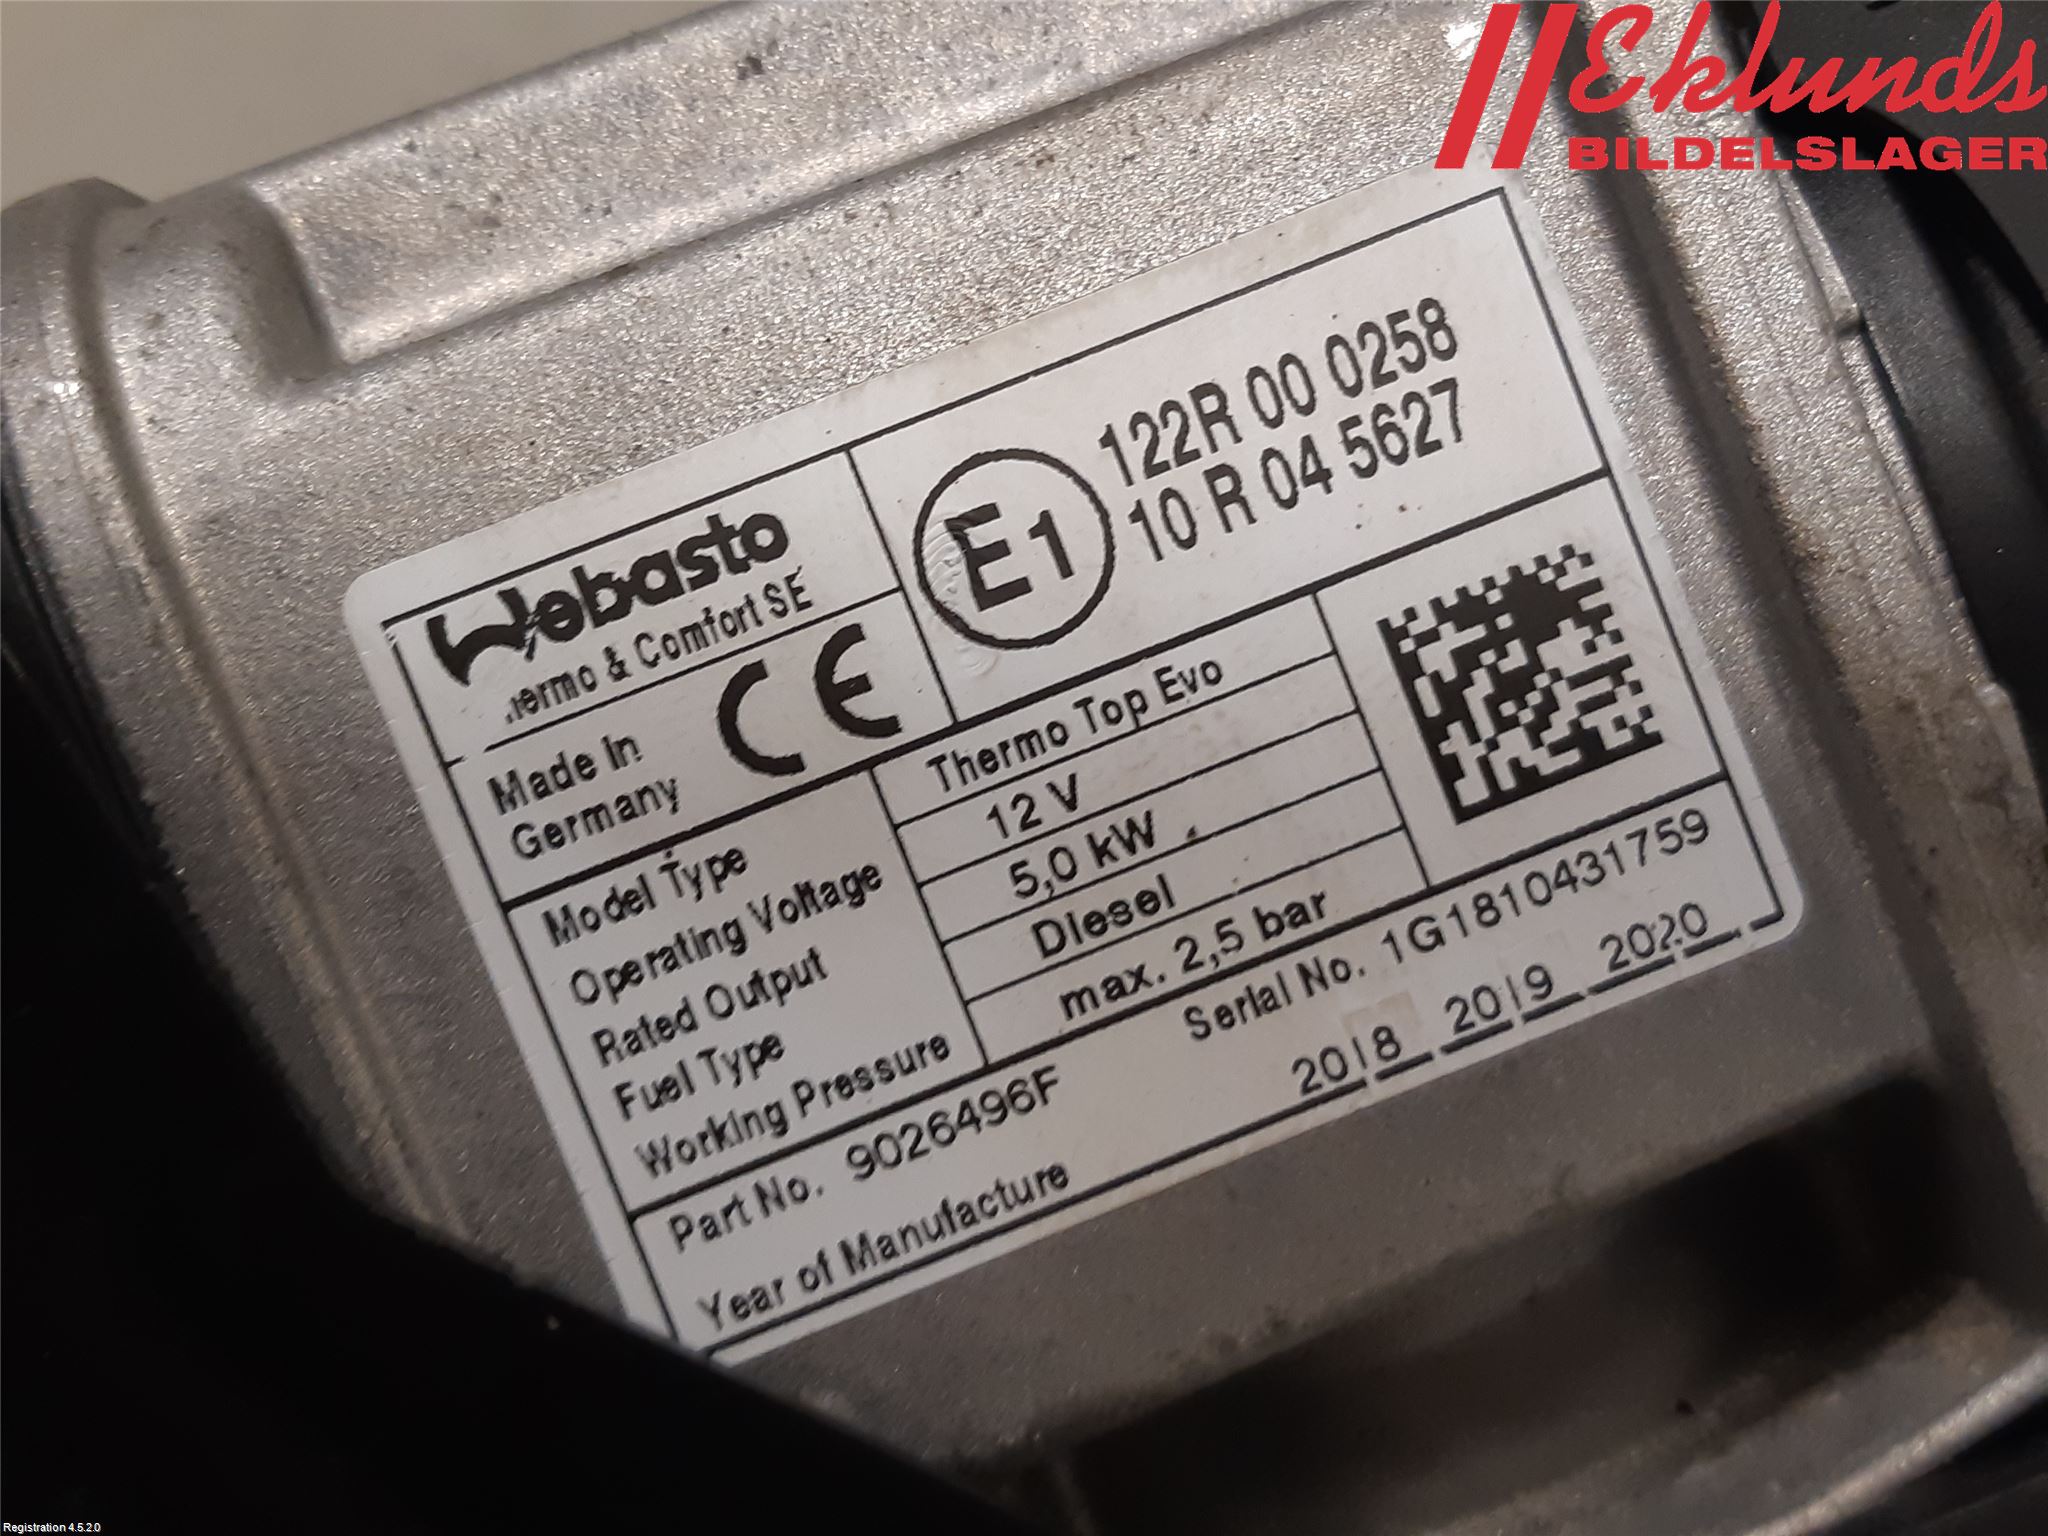 Eklunds
BILDELSLAGER
Webasto
Thermo & Comfort SE
Made In
Germany
CE
E1
122R 00 0258
10 R 04 5627
Model Type Thermo Top Evo
Operating Voltage 12 V
Rated Output 5,0 kW
Fuel Type Diesel
Working Pressure max. 2,5 bar
Part No. 9026496F Serial No. 1G1810431759
Year of Manufacture 2018 2019 2020
Registration 4.5.2.0